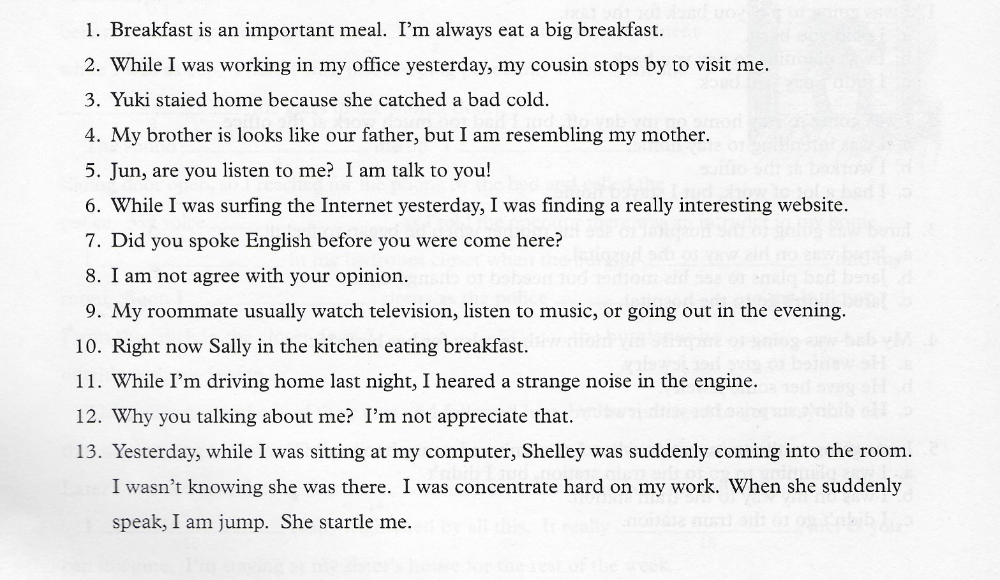 1. Breakfast is an important meal. I'm always eat a big breakfast.
2. While I was working in my office yesterday, my cousin stops by to visit me.
3. Yuki staied home because she catched a bad cold.
4. My brother is looks like our father, but I am resembling my mother.
5. Jun, are you listen to me? I am talk to you!
6. While I was surfing the Internet yesterday, I was finding a really interesting website.
7. Did you spoke English before you were come here?
8. I am not agree with your opinion.
9. My roommate usually watch television, listen to music, or going out in the evening.
10. Right now Sally in the kitchen eating breakfast.
11. While I'm driving home last night, I heared a strange noise in the engine.
12. Why you talking about me? I'm not appreciate that.
13. Yesterday, while I was sitting at my computer, Shelley was suddenly coming into the room.
I wasn't knowing she was there. I was concentrate hard on my work. When she suddenly
speak, I am jump. She startle me.